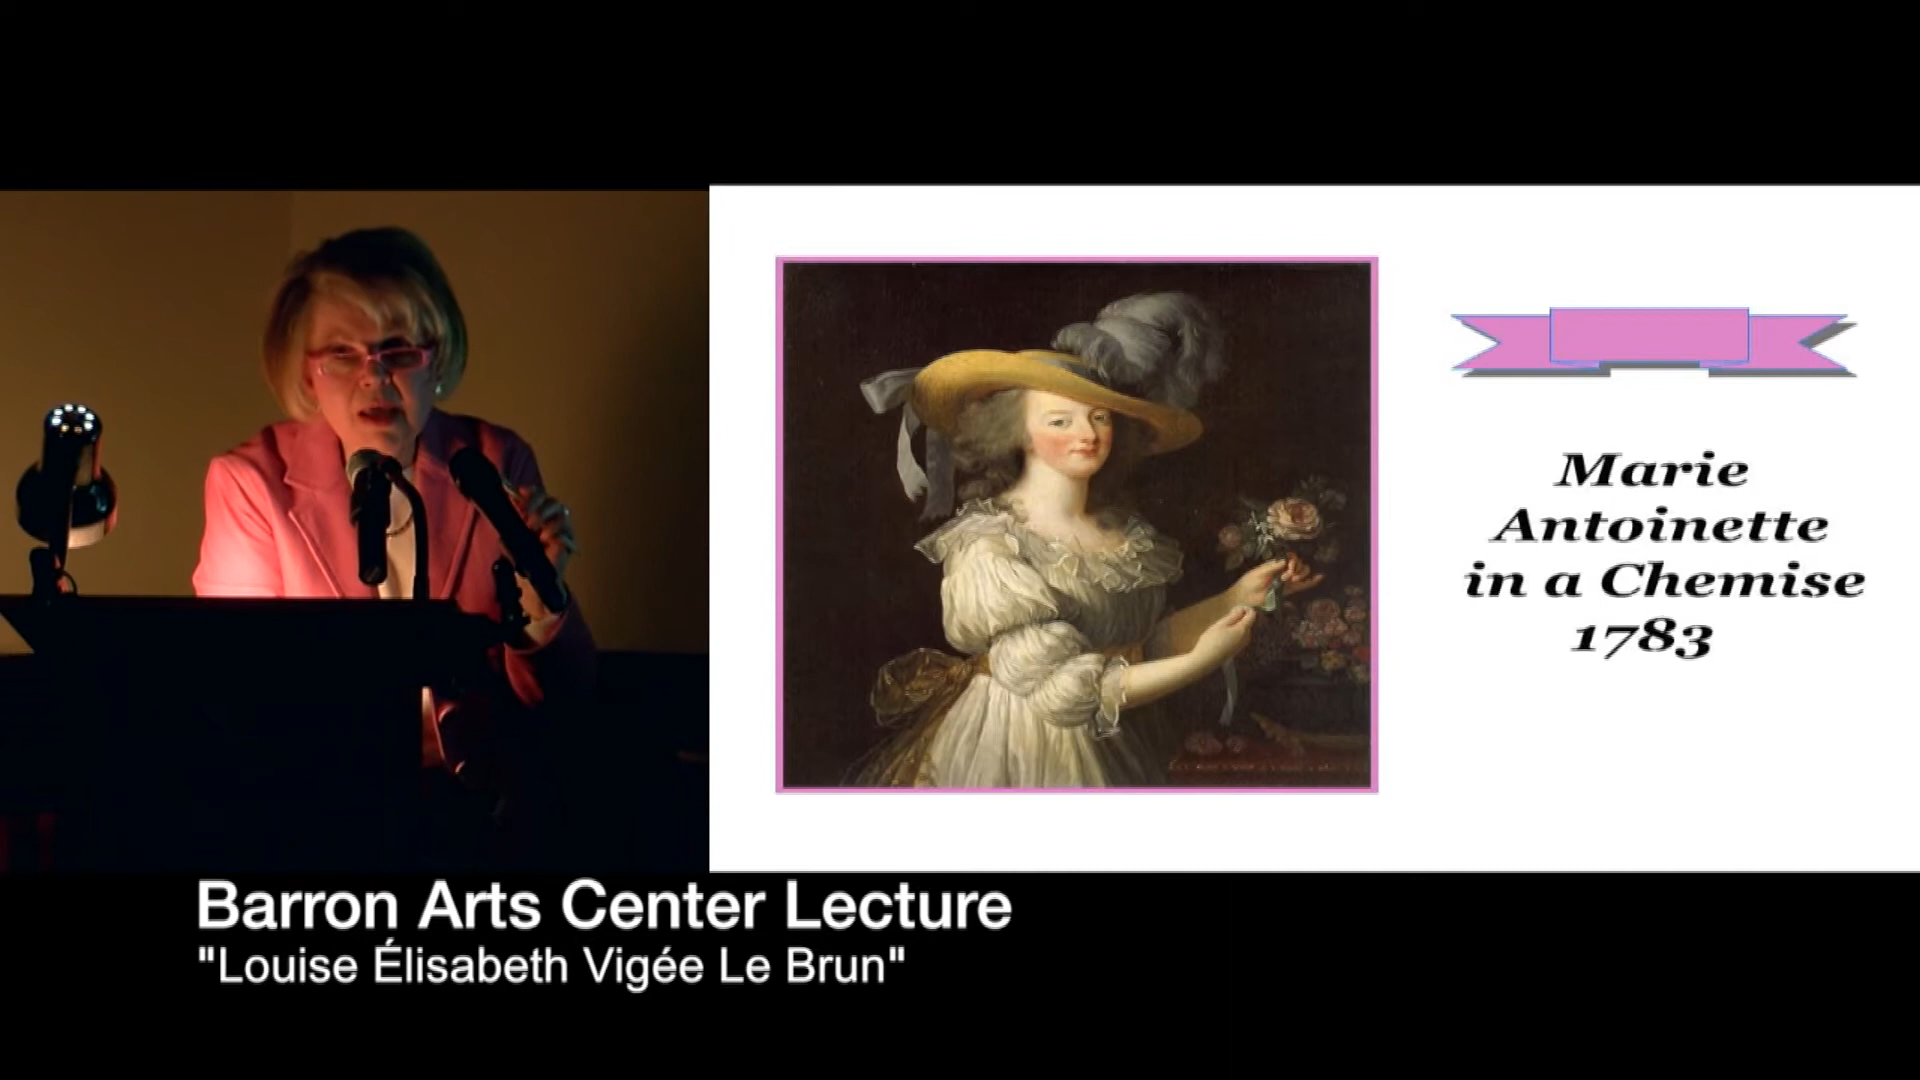 Marie
Antoinette
in a Chemise
1783
Barron Arts Center Lecture
"Louise Élisabeth Vigée Le Brun"